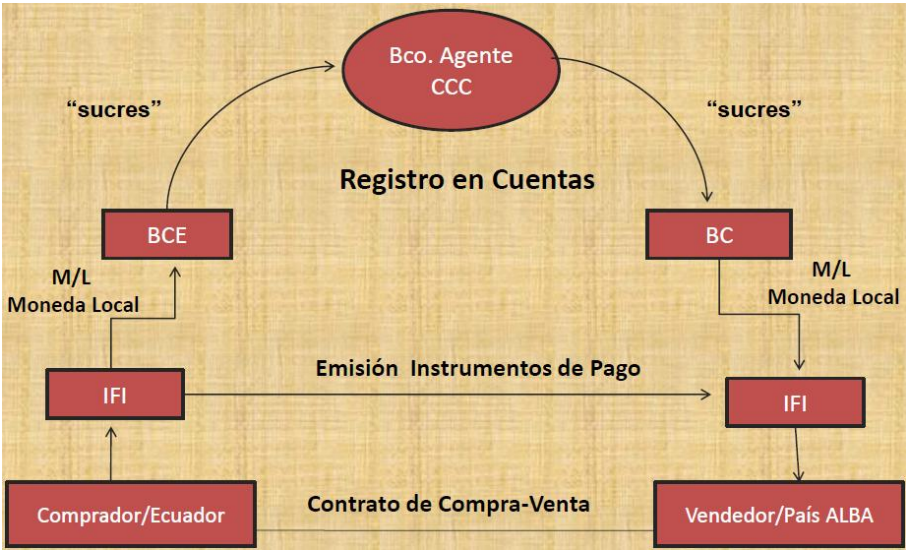 Bco. Agente
CCC
“sucres”
“sucres”
Registro en Cuentas
BCE
BC
M/L
Moneda Local
M/L
Moneda Local
Emisión Instrumentos de Pago
IFI
IFI
Contrato de Compra-Venta
Comprador/Ecuador
Vendedor/País ALBA